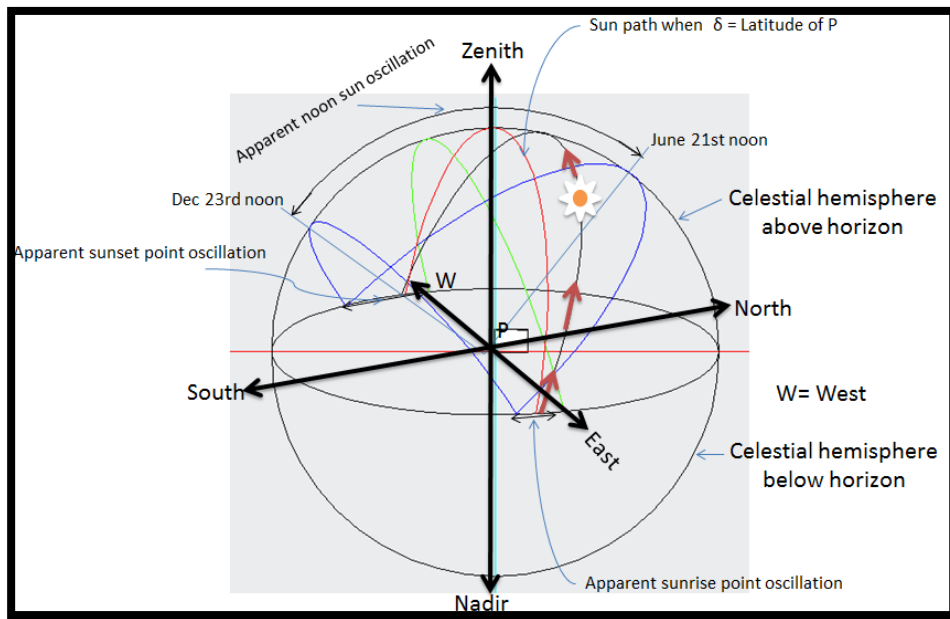 Sun path when δ = Latitude of P
Zenith
Apparent noon sun oscillation
June 21st noon
Dec 23rd noon
Celestial hemisphere
above horizon
Apparent sunset point oscillation
W
North
P
South
W= West
East
Celestial hemisphere
below horizon
Apparent sunrise point oscillation
Nadir